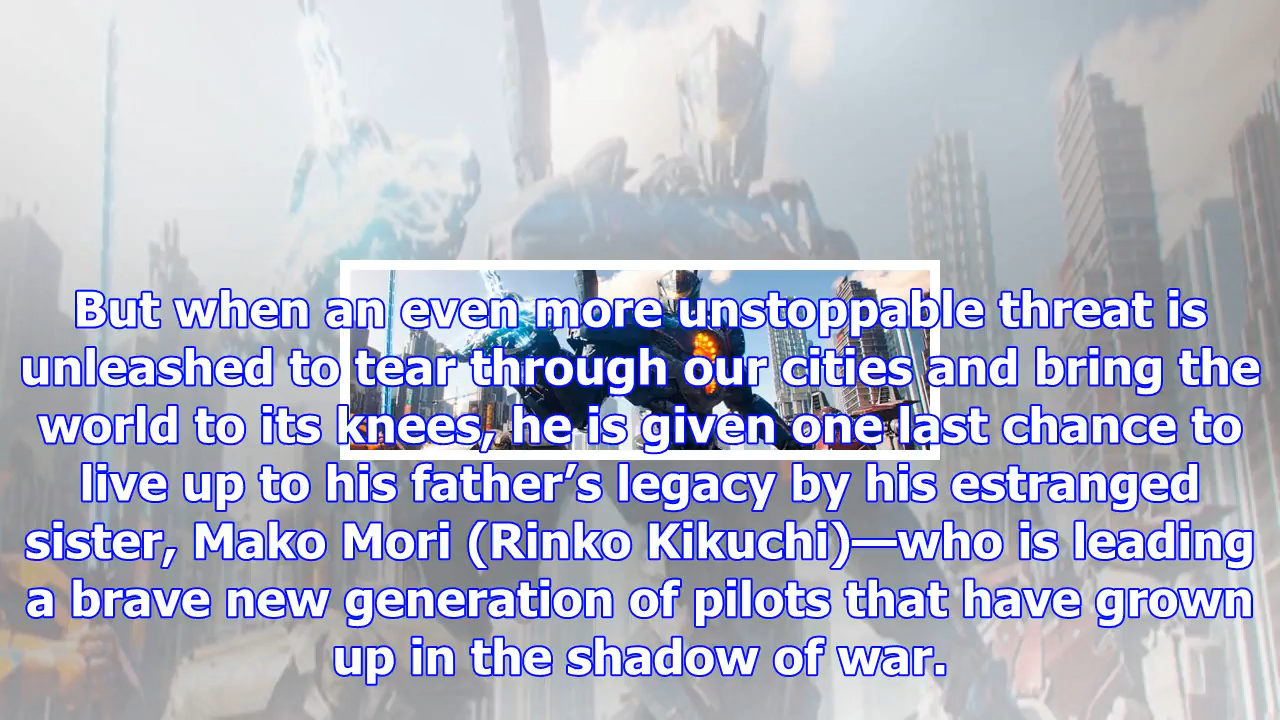 But when an even more unstoppable threat is
unleashed to tear through our cities and bring the
world to its knees, he is given one last chance to
live up to his father’s legacy by his estranged
sister, Mako Mori (Rinko Kikuchi)—who is leading
a brave new generation of pilots that have grown
up in the shadow of war.